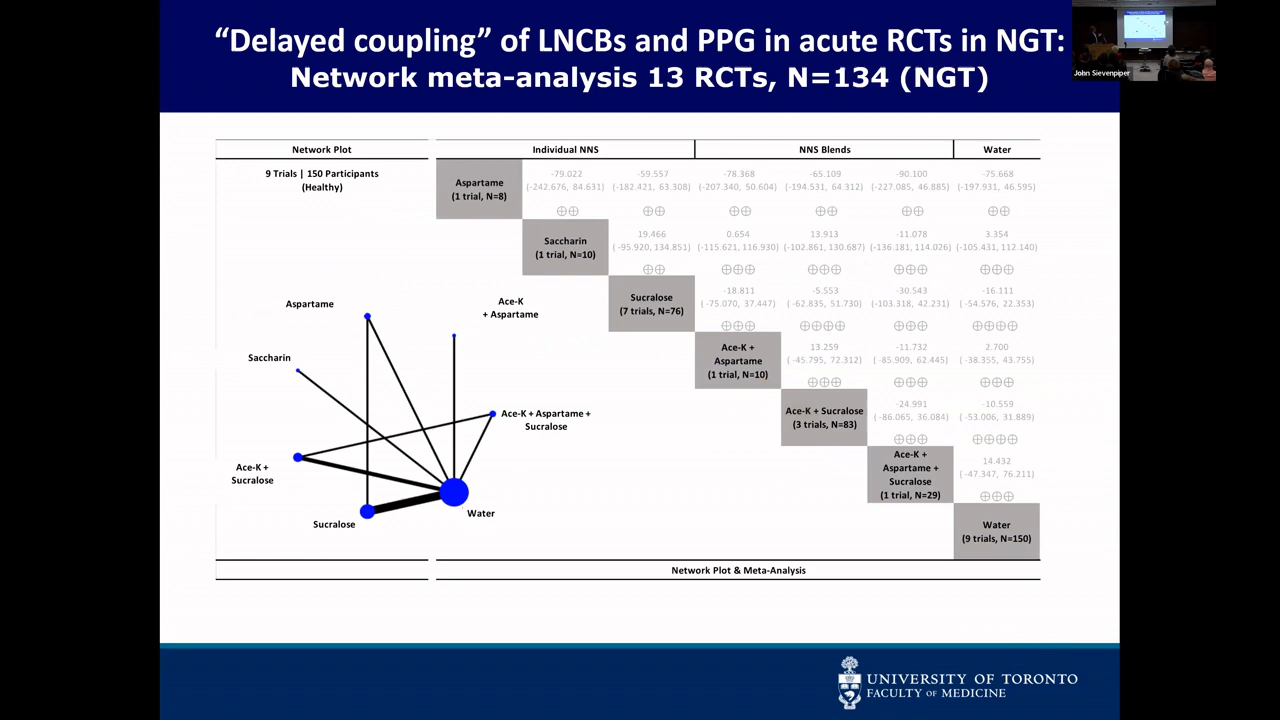 “Delayed coupling” of LNCBs and PPG in acute RCTs in NGT:
Network meta-analysis 13 RCTs, N=134 (NGT)
John Sievenpiper
Network Plot
Individual NNS
NNS Blends
Water
9 Trials | 150 Participants
(Healthy)
Aspartame
(1 trial, N=8)
-79.022
(-242.676, 84.631)
-59.557
(-182.421, 63.308)
-78.368
(-207.340, 50.604)
-65.109
(-194.531, 64.312)
-90.100
(-227.085, 46.885)
-75.668
(-197.931, 46.595)
Saccharin
(1 trial, N=10)
19.466
(-95.920, 134.851)
0.654
(-115.621, 116.930)
13.913
(-102.861, 130.687)
-11.078
(-136.181, 114.026)
3.354
(-105.431, 112.140)
Sucralose
(7 trials, N=76)
-18.811
(-75.070, 37.447)
-5.553
(-62.835, 51.730)
-30.543
(-103.318, 42.231)
-16.111
(-54.576, 22.353)
Ace-K +
Aspartame
(1 trial, N=10)
13.259
(-45.795, 72.312)
-11.732
(-85.909, 62.445)
2.700
(-38.355, 43.755)
Ace-K + Sucralose
(3 trials, N=83)
-24.991
(-86.065, 36.084)
-10.559
(-53.006, 31.889)
Ace-K +
Aspartame +
Sucralose
(1 trial, N=29)
14.432
(-47.347, 76.211)
Water
(9 trials, N=150)
Aspartame
Ace-K
+ Aspartame
Saccharin
Ace-K + Aspartame +
Sucralose
Ace-K +
Sucralose
Sucralose
Water
Network Plot & Meta-Analysis
UNIVERSITY OF TORONTO
FACULTY OF MEDICINE